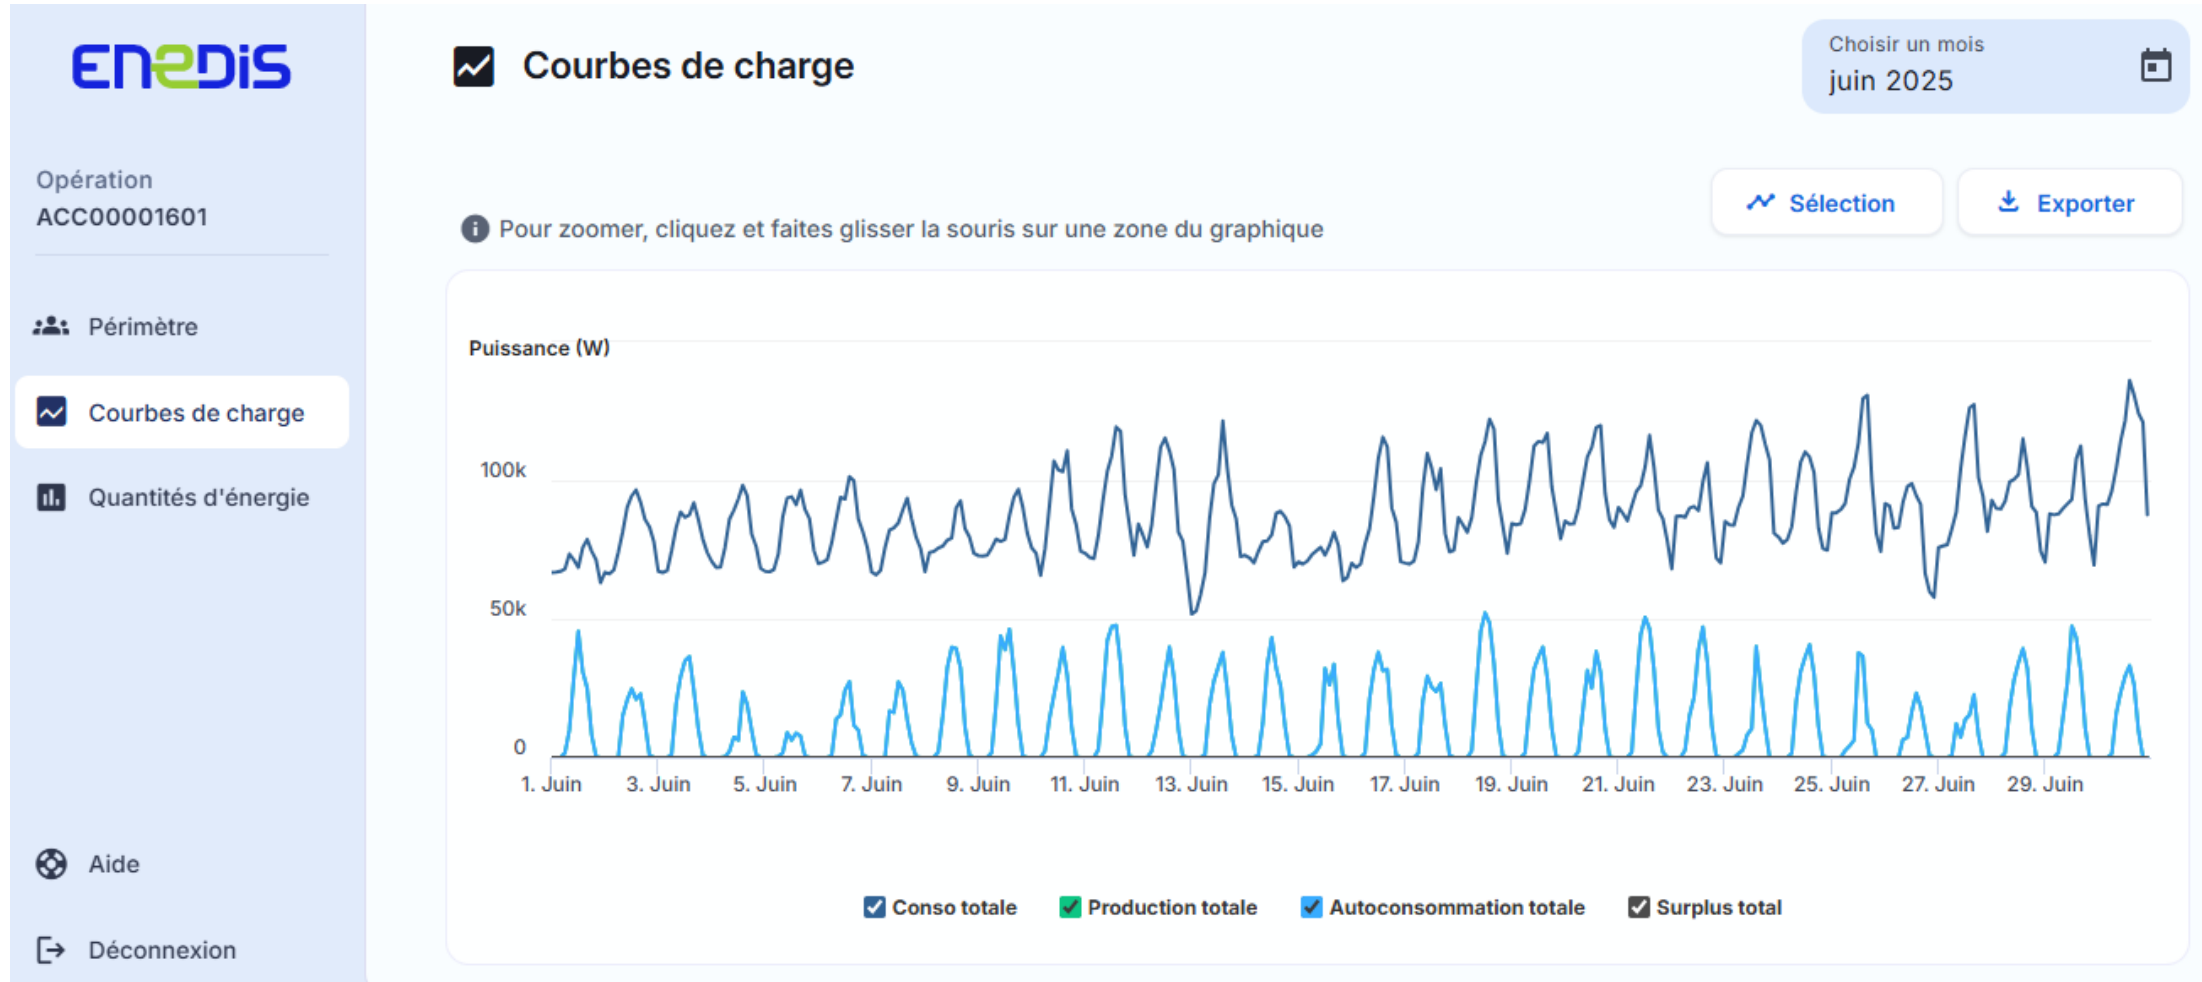 enedis
Opération
ACC00001601
Périmètre
Courbes de charge
Quantités d'énergie
Aide
Déconnexion
Courbes de charge
Choisir un mois
juin 2025
Sélection
Exporter
Pour zoomer, cliquez et faites glisser la souris sur une zone du graphique
Puissance (W)
100k
50k
0
1. Juin 3. Juin 5. Juin 7. Juin 9. Juin 11. Juin 13. Juin 15. Juin 17. Juin 19. Juin 21. Juin 23. Juin 25. Juin 27. Juin 29. Juin
Conso totale Production totale Autoconsommation totale Surplus total